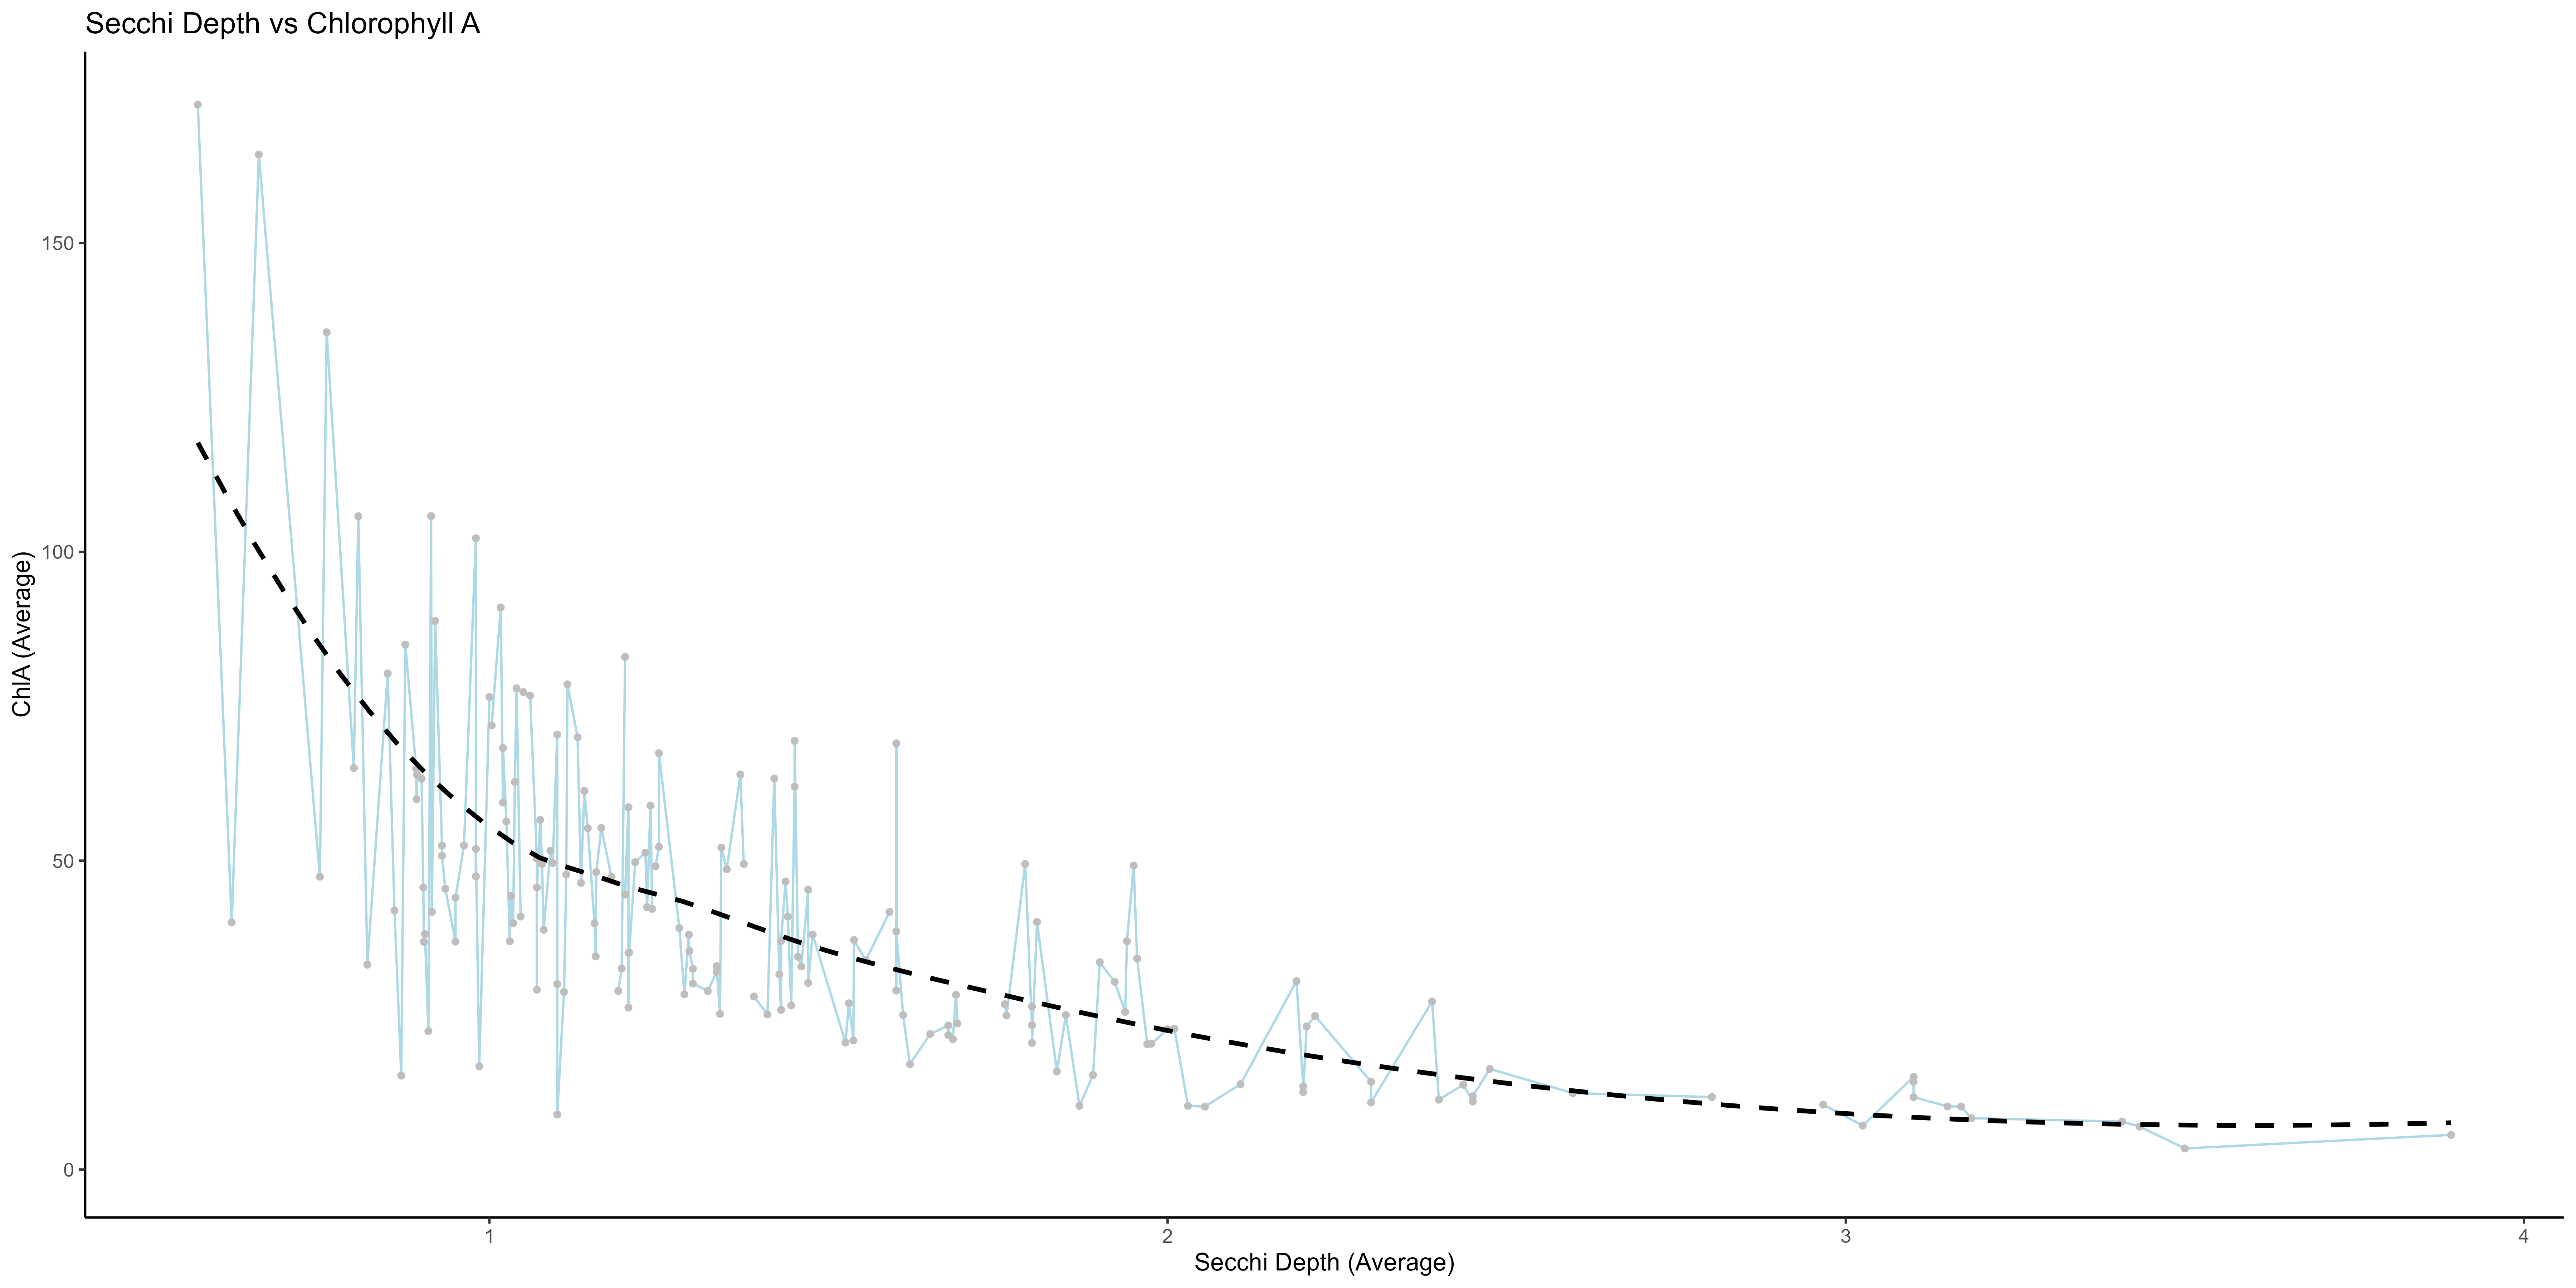 Secchi Depth vs Chlorophyll A
150
100
50
0
ChlA (Average)
1
2
3
4
Secchi Depth (Average)